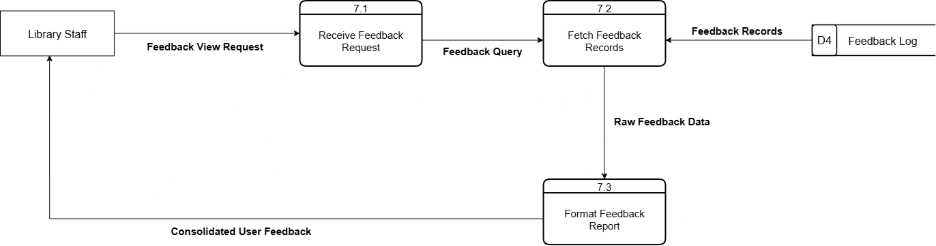 Library Staff
Feedback View Request
7.1
Receive Feedback
Request
Feedback Query
7.2
Fetch Feedback
Records
Feedback Records
D4
Feedback Log
Raw Feedback Data
7.3
Format Feedback
Report
Consolidated User Feedback